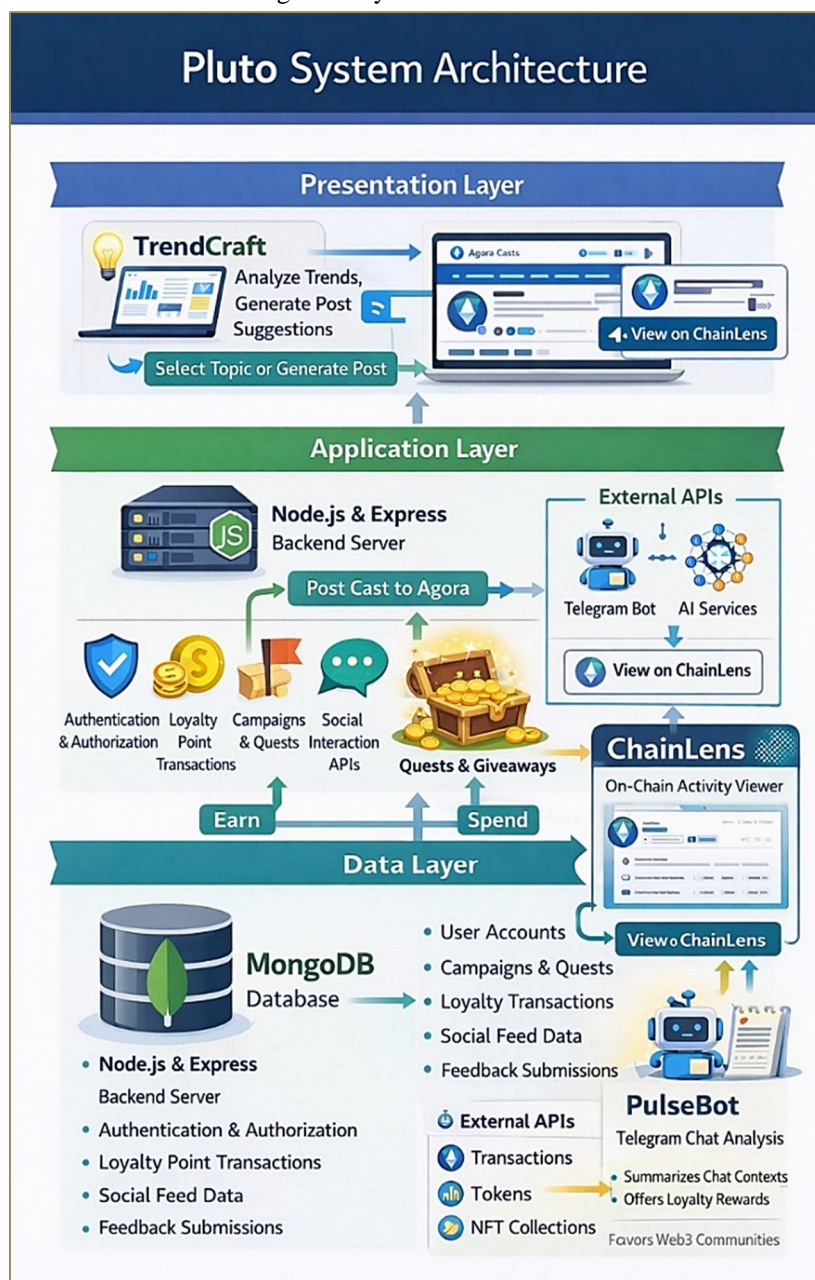 Pluto System Architecture
Presentation Layer
TrendCraft
Analyze Trends,
Generate Post
Suggestions
Select Topic or Generate Post
Agora Casts
View on ChainLens
Application Layer
Node.js & Express
Backend Server
JS
Post Cast to Agora
External APIs
Telegram Bot
AI Services
View on ChainLens
Authentication
& Authorization
Loyalty
Point
Transactions
Campaigns
& Quests
Social
Interaction
APIs
Quests & Giveaways
Earn
Spend
ChainLens
On-Chain Activity Viewer
View o ChainLens
Data Layer
MongoDB
Database
• Node.js & Express
Backend Server
• Authentication & Authorization
• Loyalty Point Transactions
• Social Feed Data
• Feedback Submissions
• User Accounts
• Campaigns & Quests
• Loyalty Transactions
• Social Feed Data
• Feedback Submissions
External APIs
Transactions
Tokens
NFT Collections
PulseBot
Telegram Chat Analysis
• Summarizes Chat Contexts
• Offers Loyalty Rewards
Favors Web3 Communities